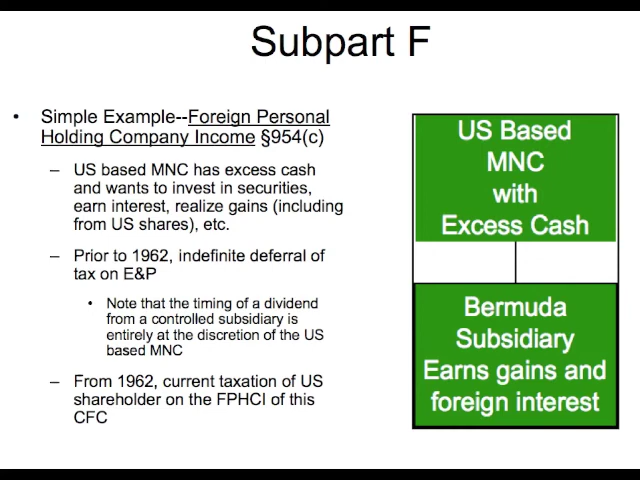 Subpart F
• Simple Example--Foreign Personal
Holding Company Income §954(c)
– US based MNC has excess cash
and wants to invest in securities,
earn interest, realize gains (including
from US shares), etc.
– Prior to 1962, indefinite deferral of
tax on E&P
• Note that the timing of a dividend
from a controlled subsidiary is
entirely at the discretion of the US
based MNC
– From 1962, current taxation of US
shareholder on the FPHCI of this
CFC
US Based
MNC
with
Excess Cash
Bermuda
Subsidiary
Earns gains and
foreign interest